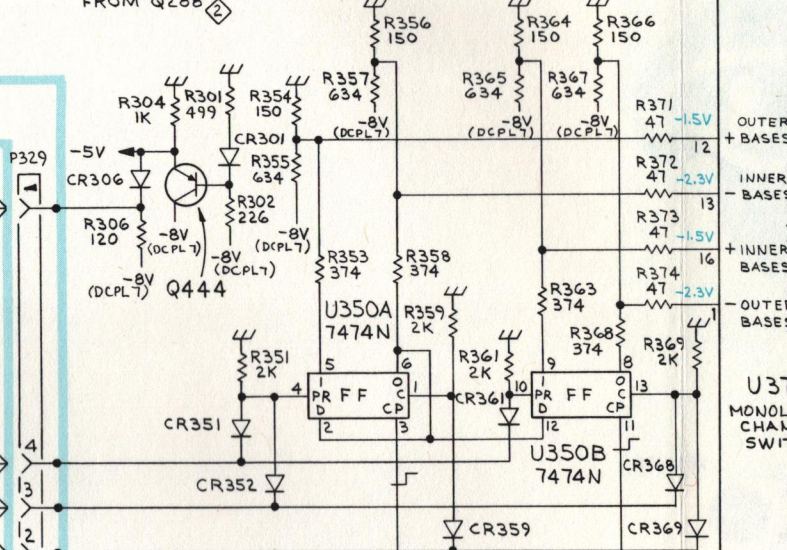 FROM Q288 2
R356
150
R364
150
R366
150
R357
634
R365
634
R367
634
R304
1K
R301
499
R354
150
-8V
(DCPL7)
-8V
(DCPL7)
-8V
(DCPL7)
R371
47
-1.5V
12
OUTER
+ BASES
CR301
-5V
P329
1
CR306
R355
634
R372
47
-2.3V
13
INNER
- BASES
R302
226
R306
120
-8V
(DCPL7)
-8V
(DCPL7)
-8V
(DCPL7)
-8V
(DCPL7)
Q444
R373
47
-1.5V
16
+ INNER
BASES
R353
374
R358
374
R374
47
-2.3V
1
- OUTE
BASES
R363
374
R368
374
R359
2K
U350A
7474N
R351
2K
R361
2K
R369
2K
5
6
4
1
1
O
PR FF C
D CP
2
3
9
8
10
13
1
O
PR FF C
D CP
12
11
CR361
CR351
U350B
7474N
U37
MONOL
CHAN
SWIT
4
CR352
CR368
3
2
CR359
CR369